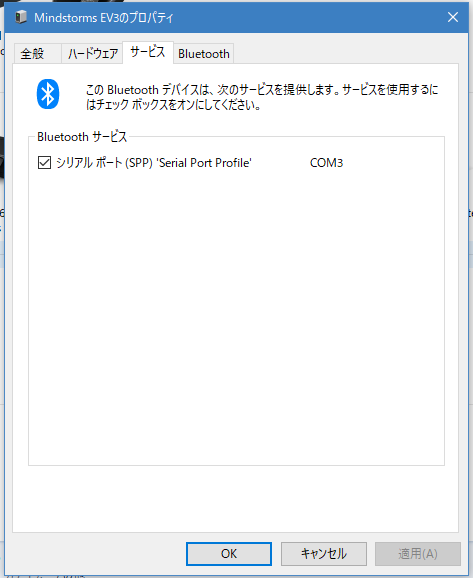 Mindstorms EV3のプロパティ
全般 ハードウェア サービス Bluetooth
この Bluetooth デバイスは、次のサービスを提供します。サービスを使用するに
はチェック ボックスをオンにしてください。
Bluetooth サービス
シリアル ポート (SPP) 'Serial Port Profile' COM3
OK キャンセル 適用(A)